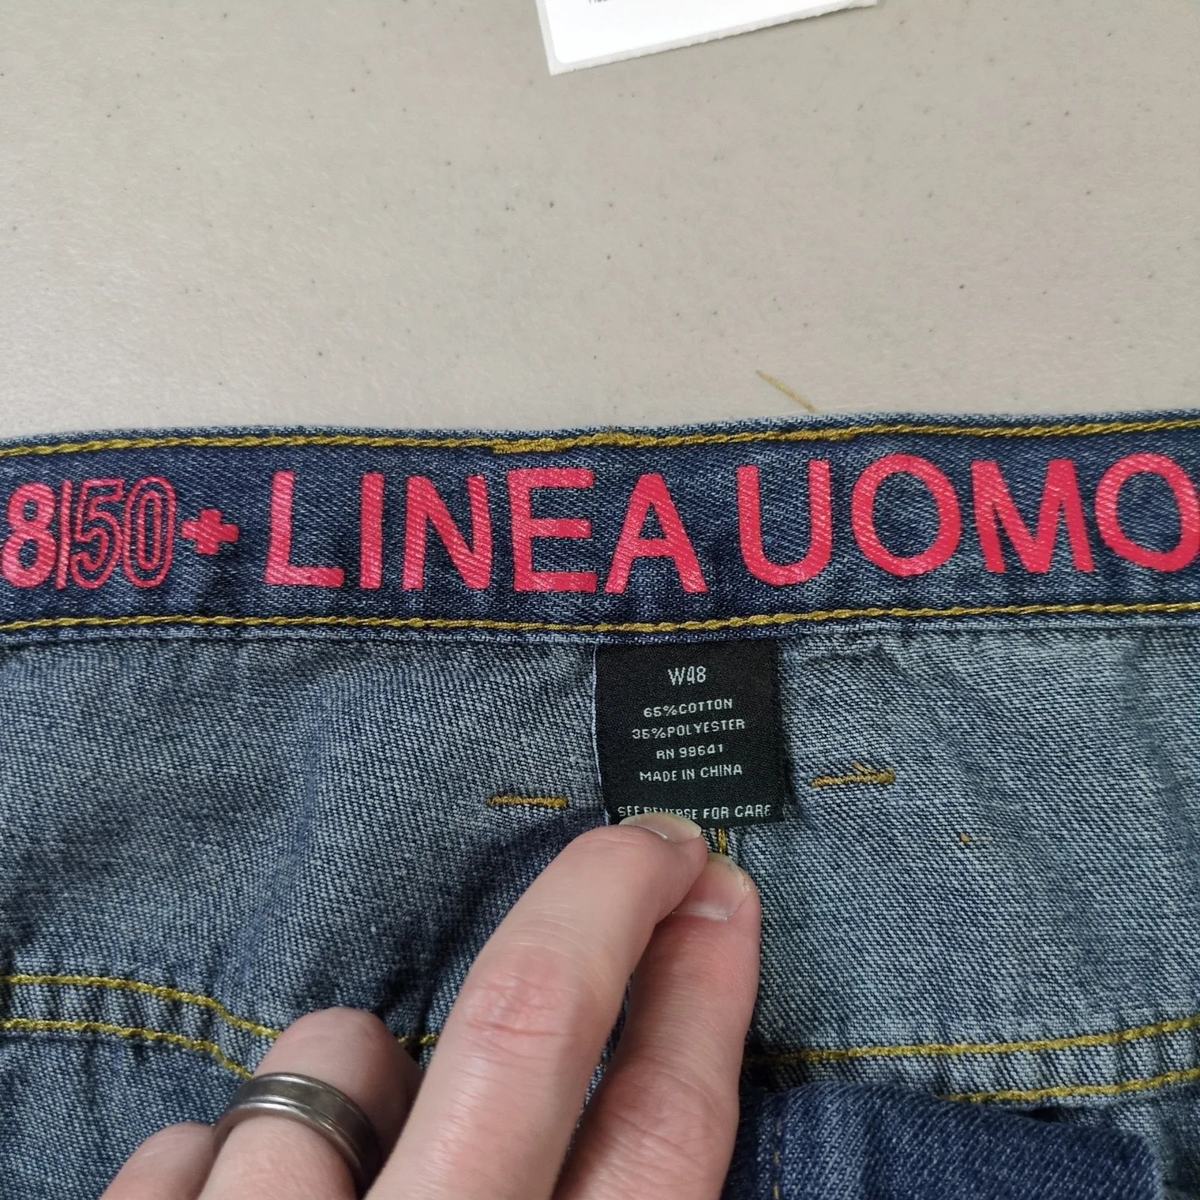 8|50+ LINEA UOMO
W48
65%COTTON
35%POLYESTER
RN 99641
MADE IN CHINA
SEE REVERSE FOR CARE